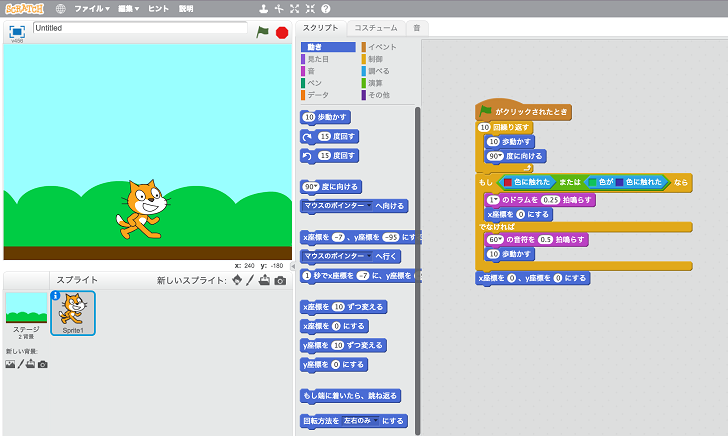 SCRATCH ファイル▼ 編集▼ ヒント 説明
v456
Untitled
x: 240 y: -180
スプライト 新しいスプライト:
ステージ
2 背景
Sprite1
新しい背景:
スクリプト コスチューム 音
動き イベント
見た目 制御
音 調べる
ペン 演算
データ その他
10 歩動かす
15 度回す
15 度回す
90▼ 度に向ける
マウスのポインター▼ へ向ける
x座標を -7 、y座標を -95 にす
マウスのポインター▼ へ行く
1 秒でx座標を -7 に、y座標を
x座標を 10 ずつ変える
x座標を 0 にする
y座標を 10 ずつ変える
y座標を 0 にする
もし端に着いたら、跳ね返る
回転方法を 左右のみ▼ にする
がクリックされたとき
10 回繰り返す
10 歩動かす
90▼ 度に向ける
もし 色に触れた または 色が 色に触れた なら
1▼ のドラムを 0.25 拍鳴らす
x座標を 0 にする
でなければ
60▼ の音符を 0.5 拍鳴らす
10 歩動かす
x座標を 0 、y座標を 0 にする